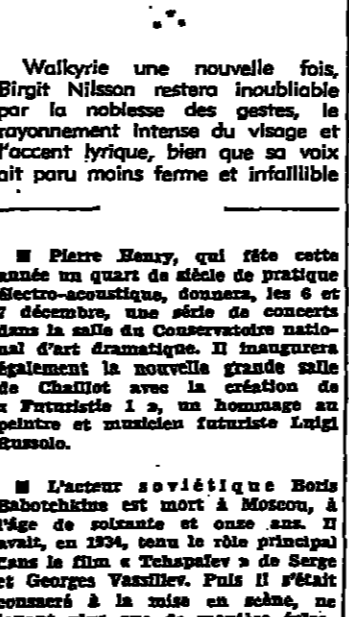 Walkyrie une nouvelle fois,
Birgit Nilsson restera inoubliable
par la noblesse des gestes, le
rayonnement intense du visage et
l'accent lyrique, bien que sa voix
ait paru moins ferme et infaillible
■ Pierre Henry, qui fête cette
année un quart de siècle de pratique
électro-acoustique, donnera, les 6 et
7 décembre, une série de concerts
dans la salle du Conservatoire natio-
nal d'art dramatique. Il inaugurera
également la nouvelle grande salle
de Chaillot avec la création de
« Futuristie 1 », un hommage au
peintre et musicien futuriste Luigi
Russolo.
■ L'acteur soviétique Boris
Babotchkine est mort à Moscou, à
l'âge de soixante et onze ans. Il
avait, en 1934, tenu le rôle principal
dans le film « Tchapaïev » de Serge
et Georges Vassiliev. Puis il s'était
consacré à la mise en scène, ne